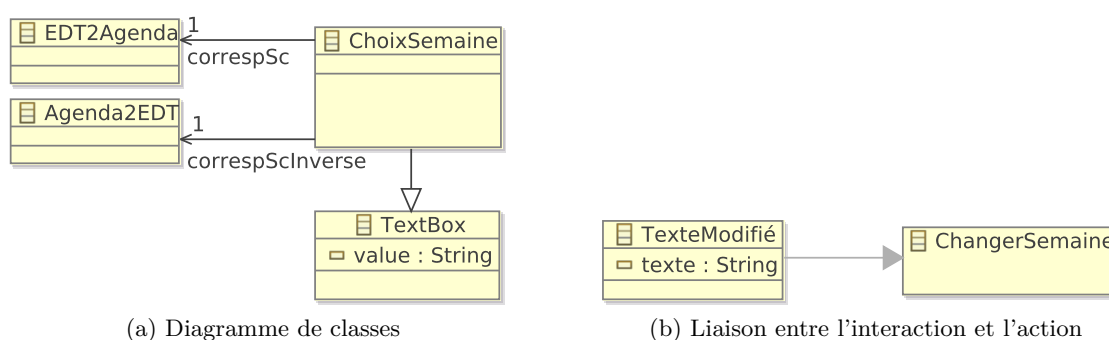 EDT2Agenda
1
correspSc
ChoixSemaine
Agenda2EDT
1
correspScInverse
TextBox
value : String
TexteModifié
texte : String
ChangerSemaine
(a) Diagramme de classes
(b) Liaison entre l'interaction et l'action